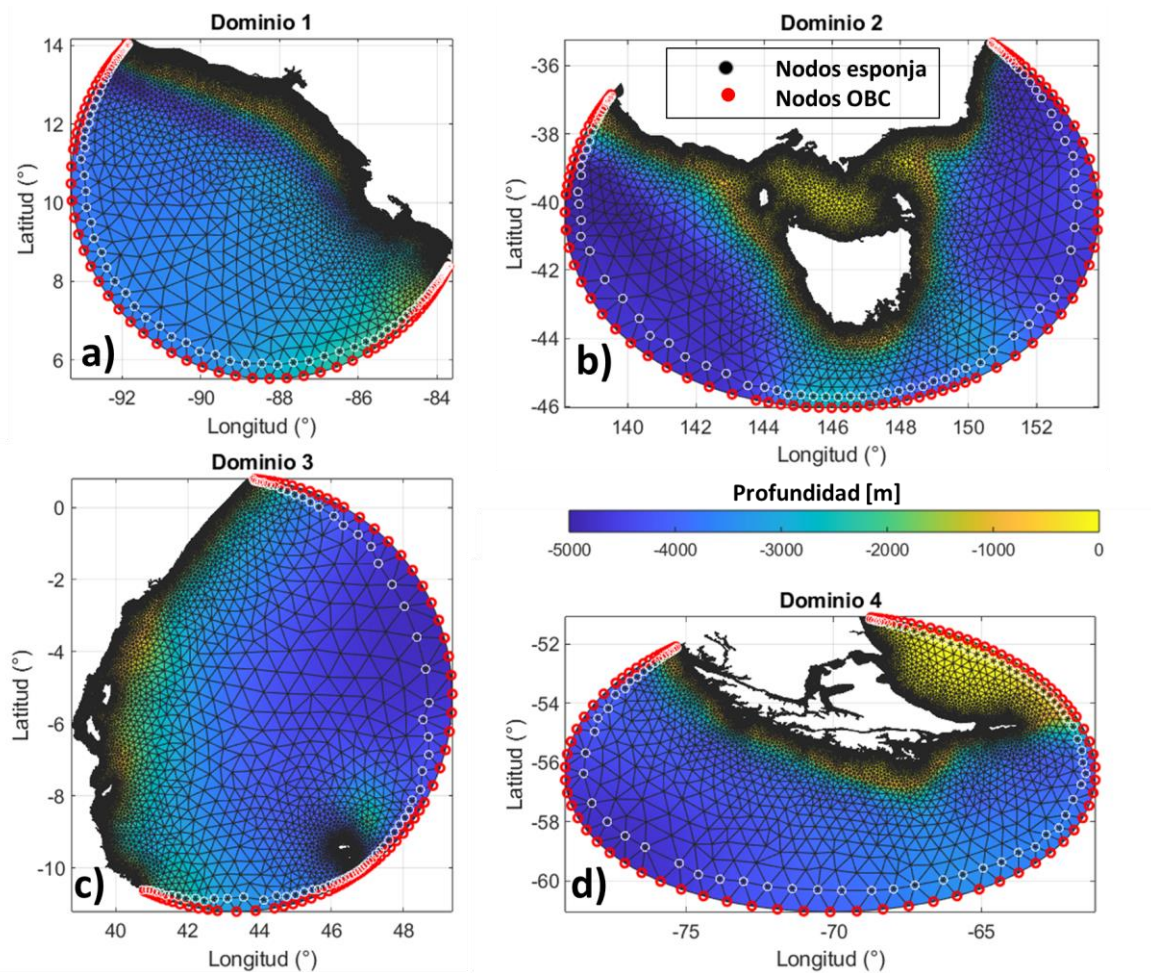 Dominio 1
14
12
10
8
6
Latitud (°)
-92
-90
-88
-86
-84
Longitud (°)
a)
Dominio 2
Nodos esponja
Nodos OBC
-36
-38
-40
-42
-44
-46
Latitud (°)
140
142
144
146
148
150
152
Longitud (°)
b)
Dominio 3
0
-2
-4
-6
-8
-10
Latitud (°)
40
42
44
46
48
Longitud (°)
c)
Profundidad [m]
-5000
-4000
-3000
-2000
-1000
0
Dominio 4
-52
-54
-56
-58
-60
Latitud (°)
-75
-70
-65
Longitud (°)
d)